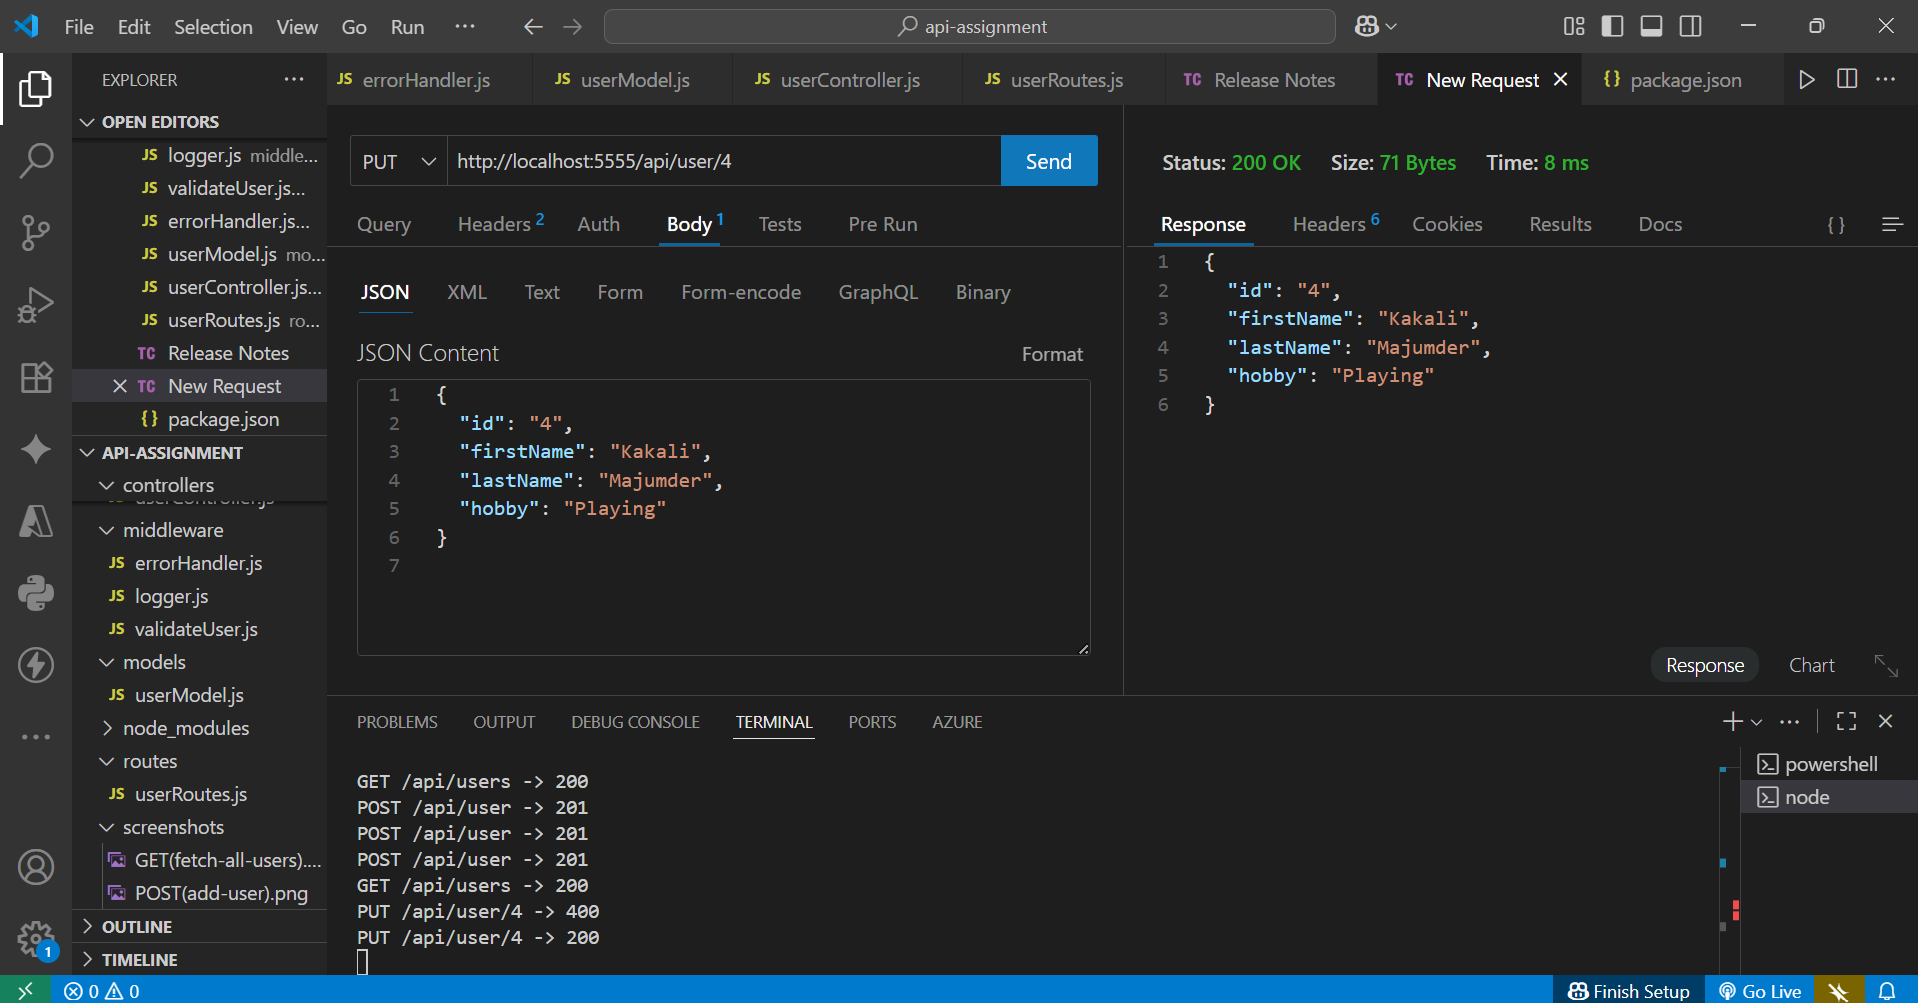 File Edit Selection View Go Run ··· api-assignment
EXPLORER ···
OPEN EDITORS
JS logger.js middle...
JS validateUser.js...
JS errorHandler.js...
JS userModel.js mo...
JS userController.js...
JS userRoutes.js ro...
TC Release Notes
TC New Request
{} package.json
API-ASSIGNMENT
controllers
userController.js
middleware
JS errorHandler.js
JS logger.js
JS validateUser.js
models
JS userModel.js
node_modules
routes
JS userRoutes.js
screenshots
GET(fetch-all-users)....
POST(add-user).png
OUTLINE
TIMELINE
1
JS errorHandler.js JS userModel.js JS userController.js JS userRoutes.js TC Release Notes TC New Request {} package.json ···
PUT http://localhost:5555/api/user/4 Send
Query Headers 2 Auth Body 1 Tests Pre Run
JSON XML Text Form Form-encode GraphQL Binary
JSON Content Format
1 {
2 "id": "4",
3 "firstName": "Kakali",
4 "lastName": "Majumder",
5 "hobby": "Playing"
6 }
7
Status: 200 OK Size: 71 Bytes Time: 8 ms
Response Headers 6 Cookies Results Docs {}
1 {
2 "id": "4",
3 "firstName": "Kakali",
4 "lastName": "Majumder",
5 "hobby": "Playing"
6 }
Response Chart
PROBLEMS OUTPUT DEBUG CONSOLE TERMINAL PORTS AZURE ···
GET /api/users -> 200
POST /api/user -> 201
POST /api/user -> 201
POST /api/user -> 201
GET /api/users -> 200
PUT /api/user/4 -> 400
PUT /api/user/4 -> 200
powershell
node
0 0 Finish Setup Go Live